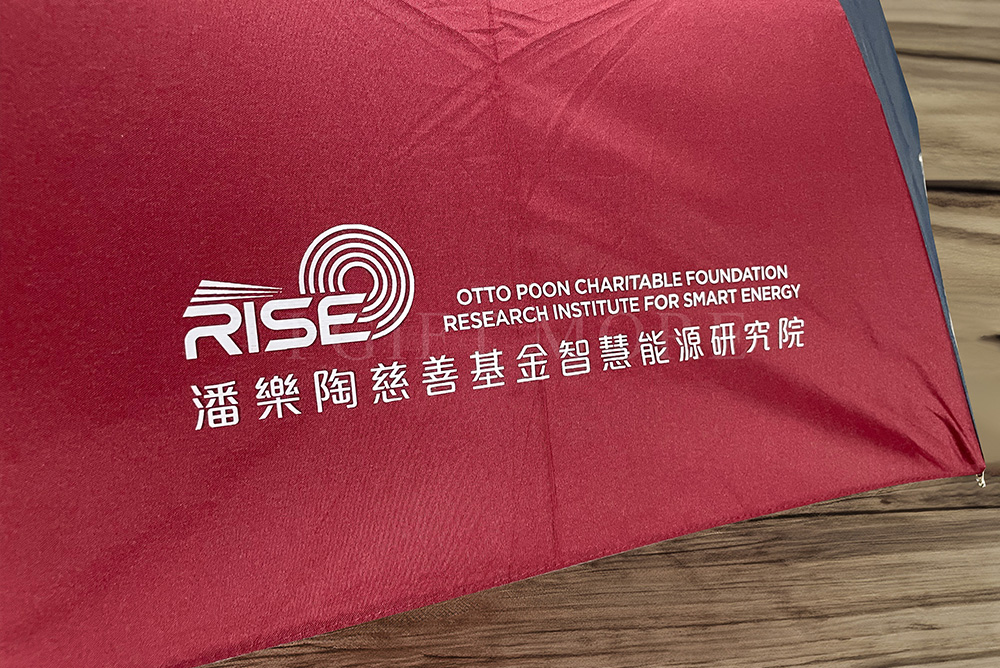 RISE
OTTO POON CHARITABLE FOUNDATION
RESEARCH INSTITUTE FOR SMART ENERGY
潘樂陶慈善基金智慧能源研究院